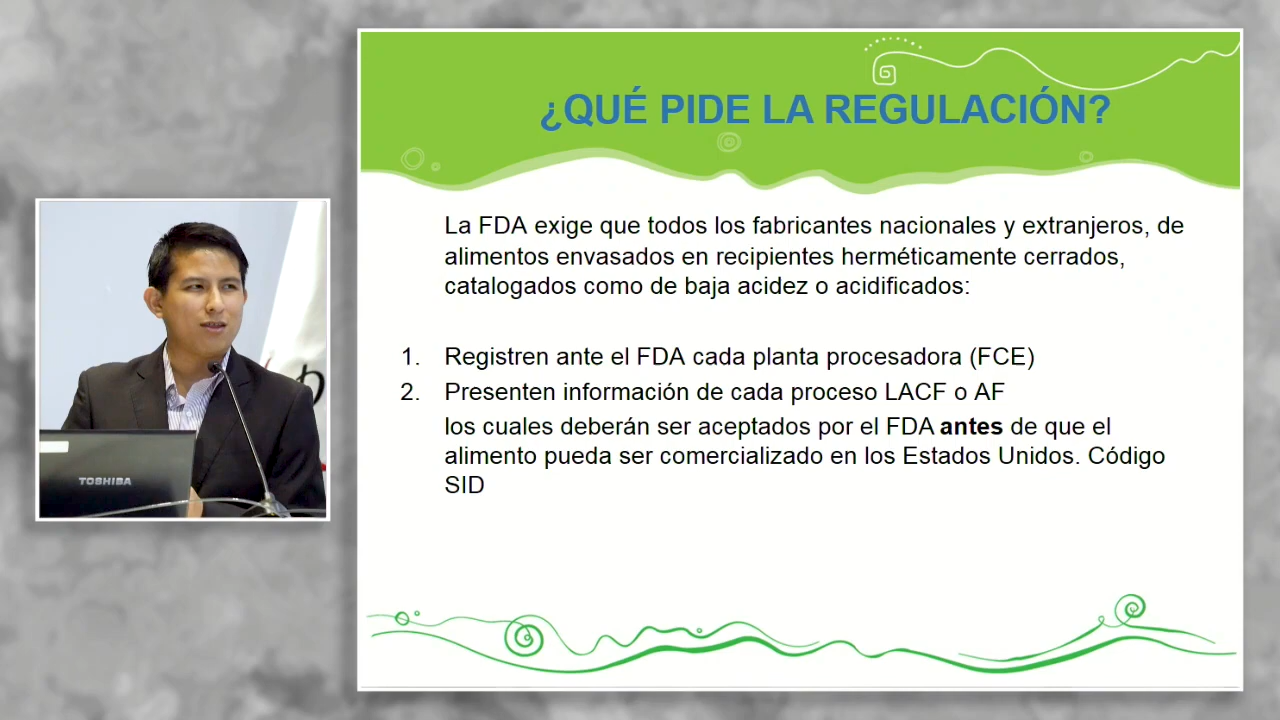 ¿QUÉ PIDE LA REGULACIÓN?
La FDA exige que todos los fabricantes nacionales y extranjeros, de
alimentos envasados en recipientes herméticamente cerrados,
catalogados como de baja acidez o acidificados:
1. Registren ante el FDA cada planta procesadora (FCE)
2. Presenten información de cada proceso LACF o AF
los cuales deberán ser aceptados por el FDA antes de que el
alimento pueda ser comercializado en los Estados Unidos. Código
SID
TOSHIBA